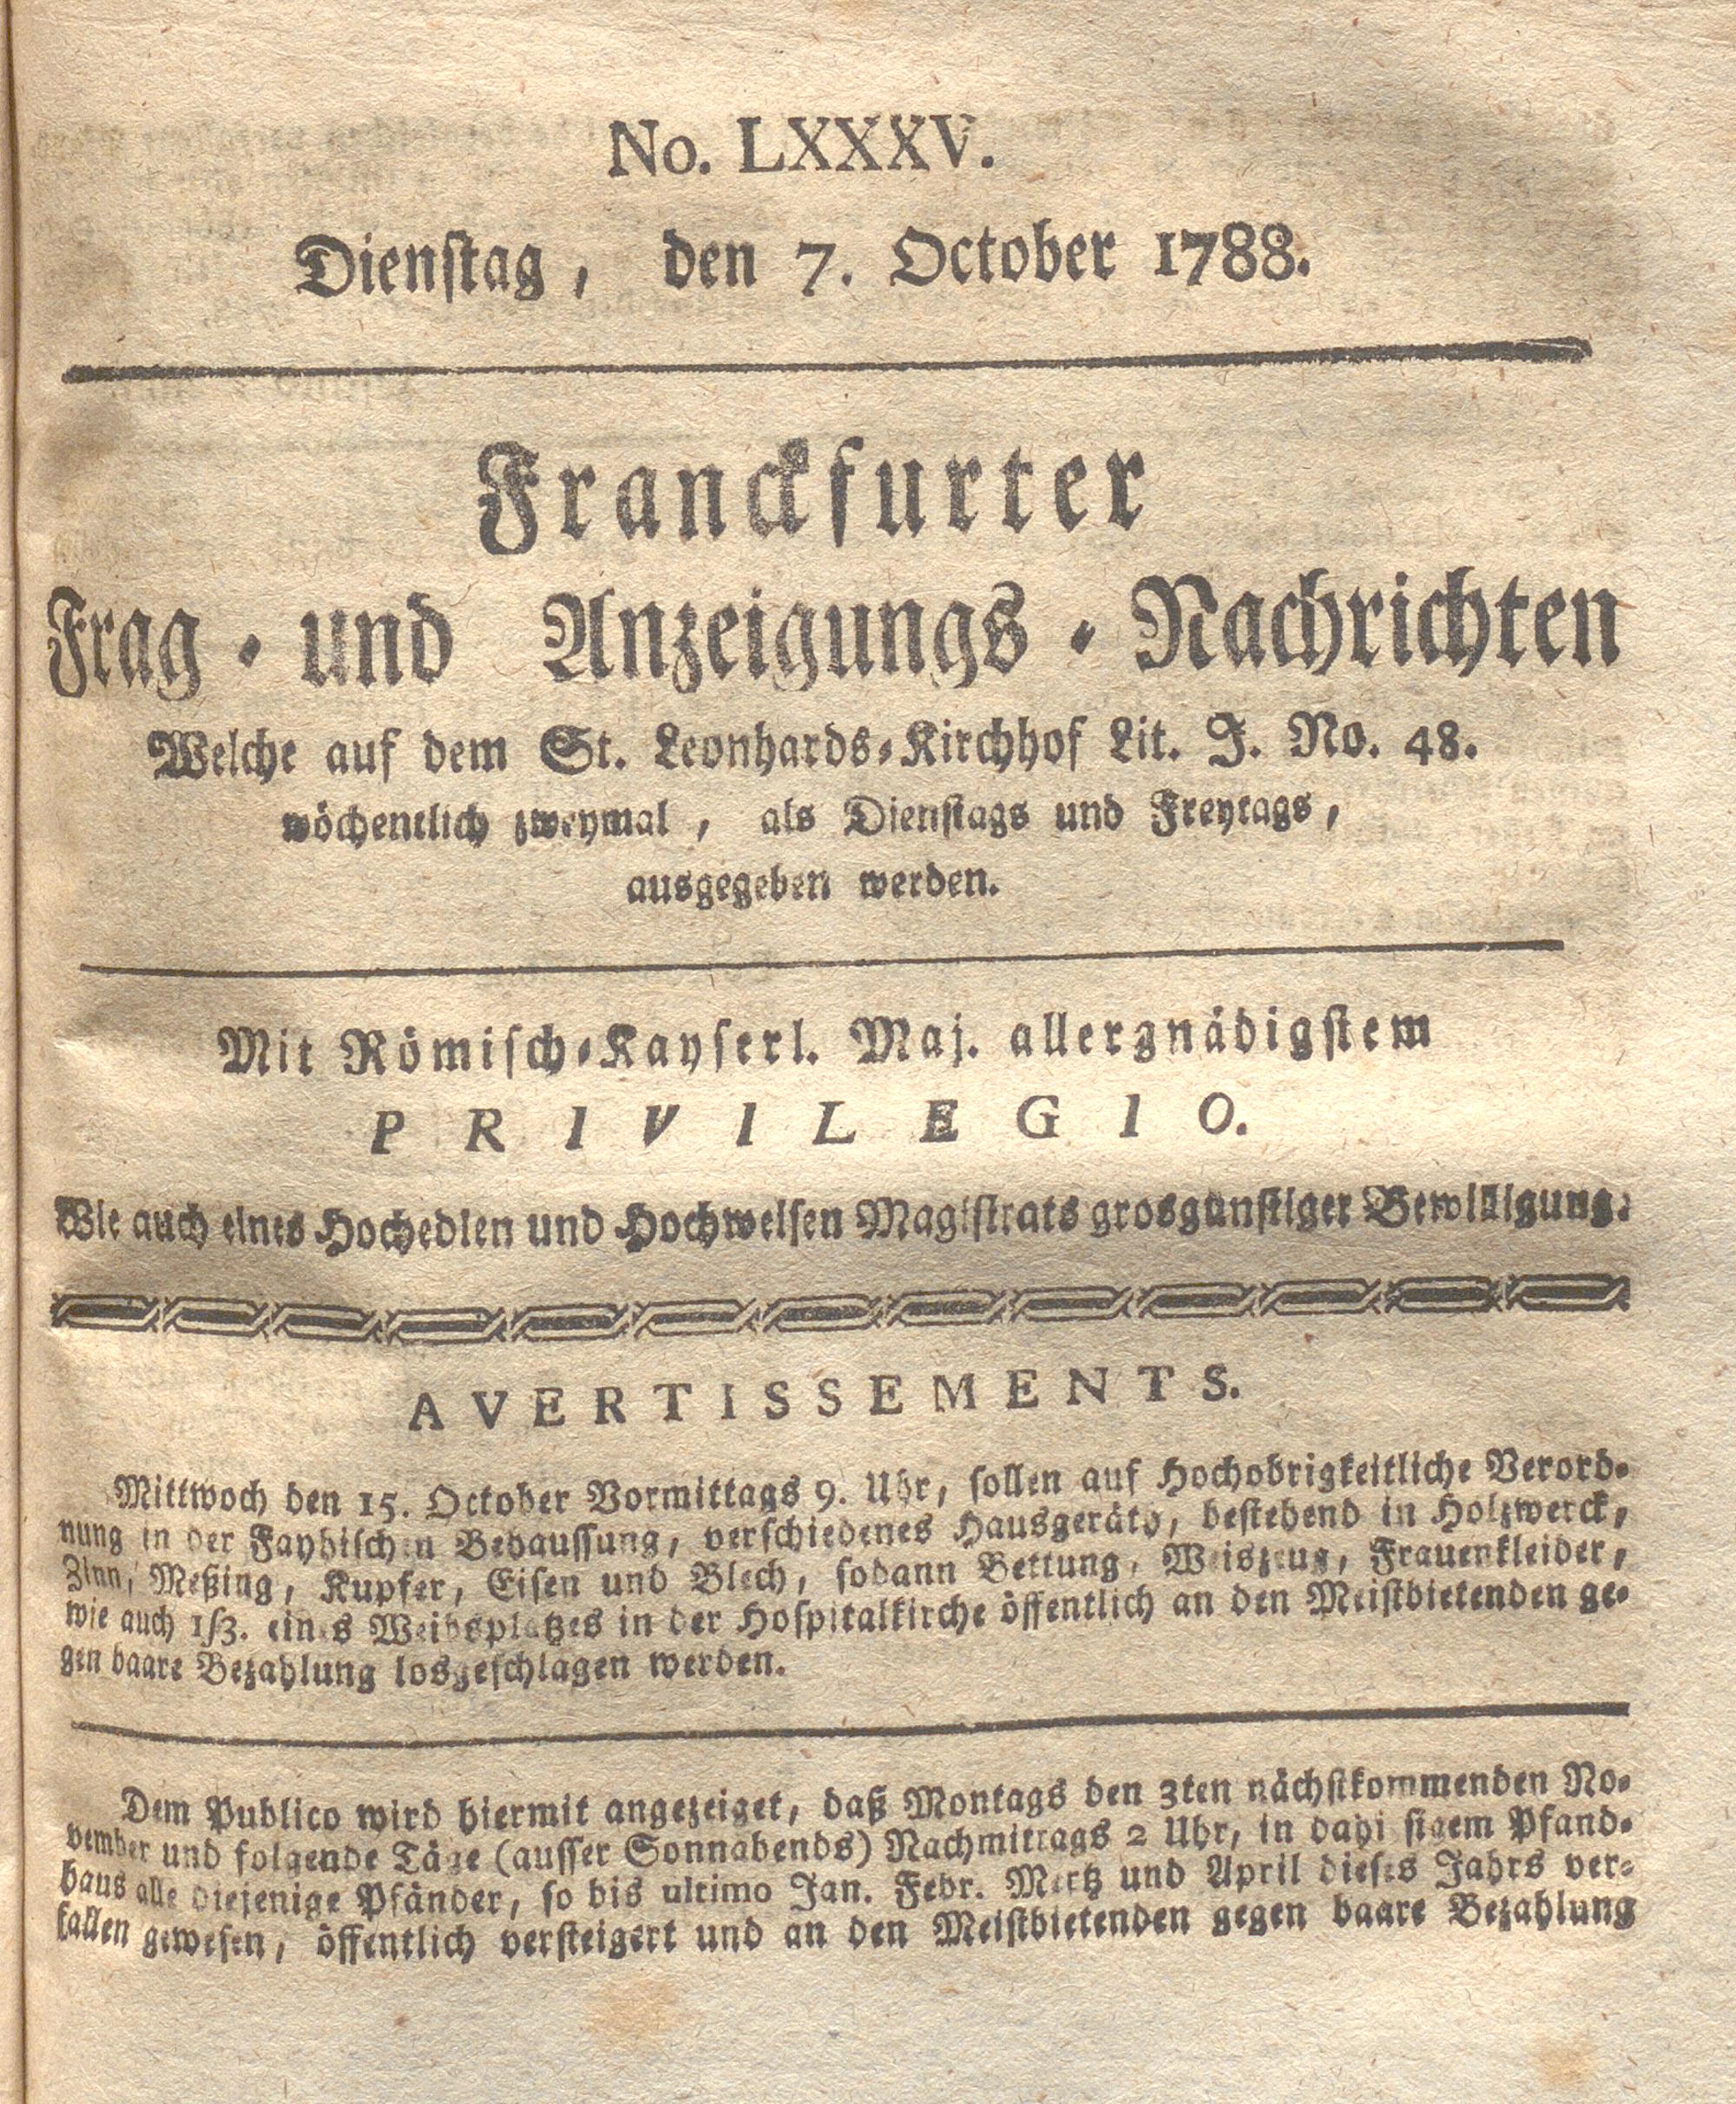 No. LXXXV.
Dienstag, den 7. October 1788.
Franckfurter
Frag- und Anzeigungs-Nachrichten
Welche auf dem St. Leonhards-Kirchhof Lit. J. No. 48.
wöchentlich zweymal, als Dienstags und Freytags,
ausgegeben werden.
Mit Römisch-Kayserl. Maj. allergnädigstem
PRIVILEGIO.
Wie auch eines Hochedlen und Hochweisen Magistrats grosgünstiger Bewilligung.
AVERTISSEMENTS.
Mittwoch den 15. October Vormittags 9. Uhr, sollen auf Hochobrigkeitliche Verord-
nung in der Fayhischen Behaussung, verschiedenes Hausgeräth, bestehend in Holzwerck,
Zinn, Meßing, Kupfer, Eisen und Blech, sodann Bettung, Weiszeug, Frauenkleider,
wie auch 1/3. eines Weibsplatzes in der Hospitalkirche öffentlich an den Meistbietenden ge-
gen baare Bezahlung losgeschlagen werden.
Dem Publico wird hiermit angezeiget, daß Montags den 3ten nächstkommenden No-
vember und folgende Täge (ausser Sonnabends) Nachmittags 2 Uhr, in dahi sigem Pfand-
haus alle diejenige Pfänder, so bis ultimo Jan. Febr. Mertz und April dieses Jahrs ver-
fallen gewesen, öffentlich versteigert und an den Meistbietenden gegen baare Bezahlung